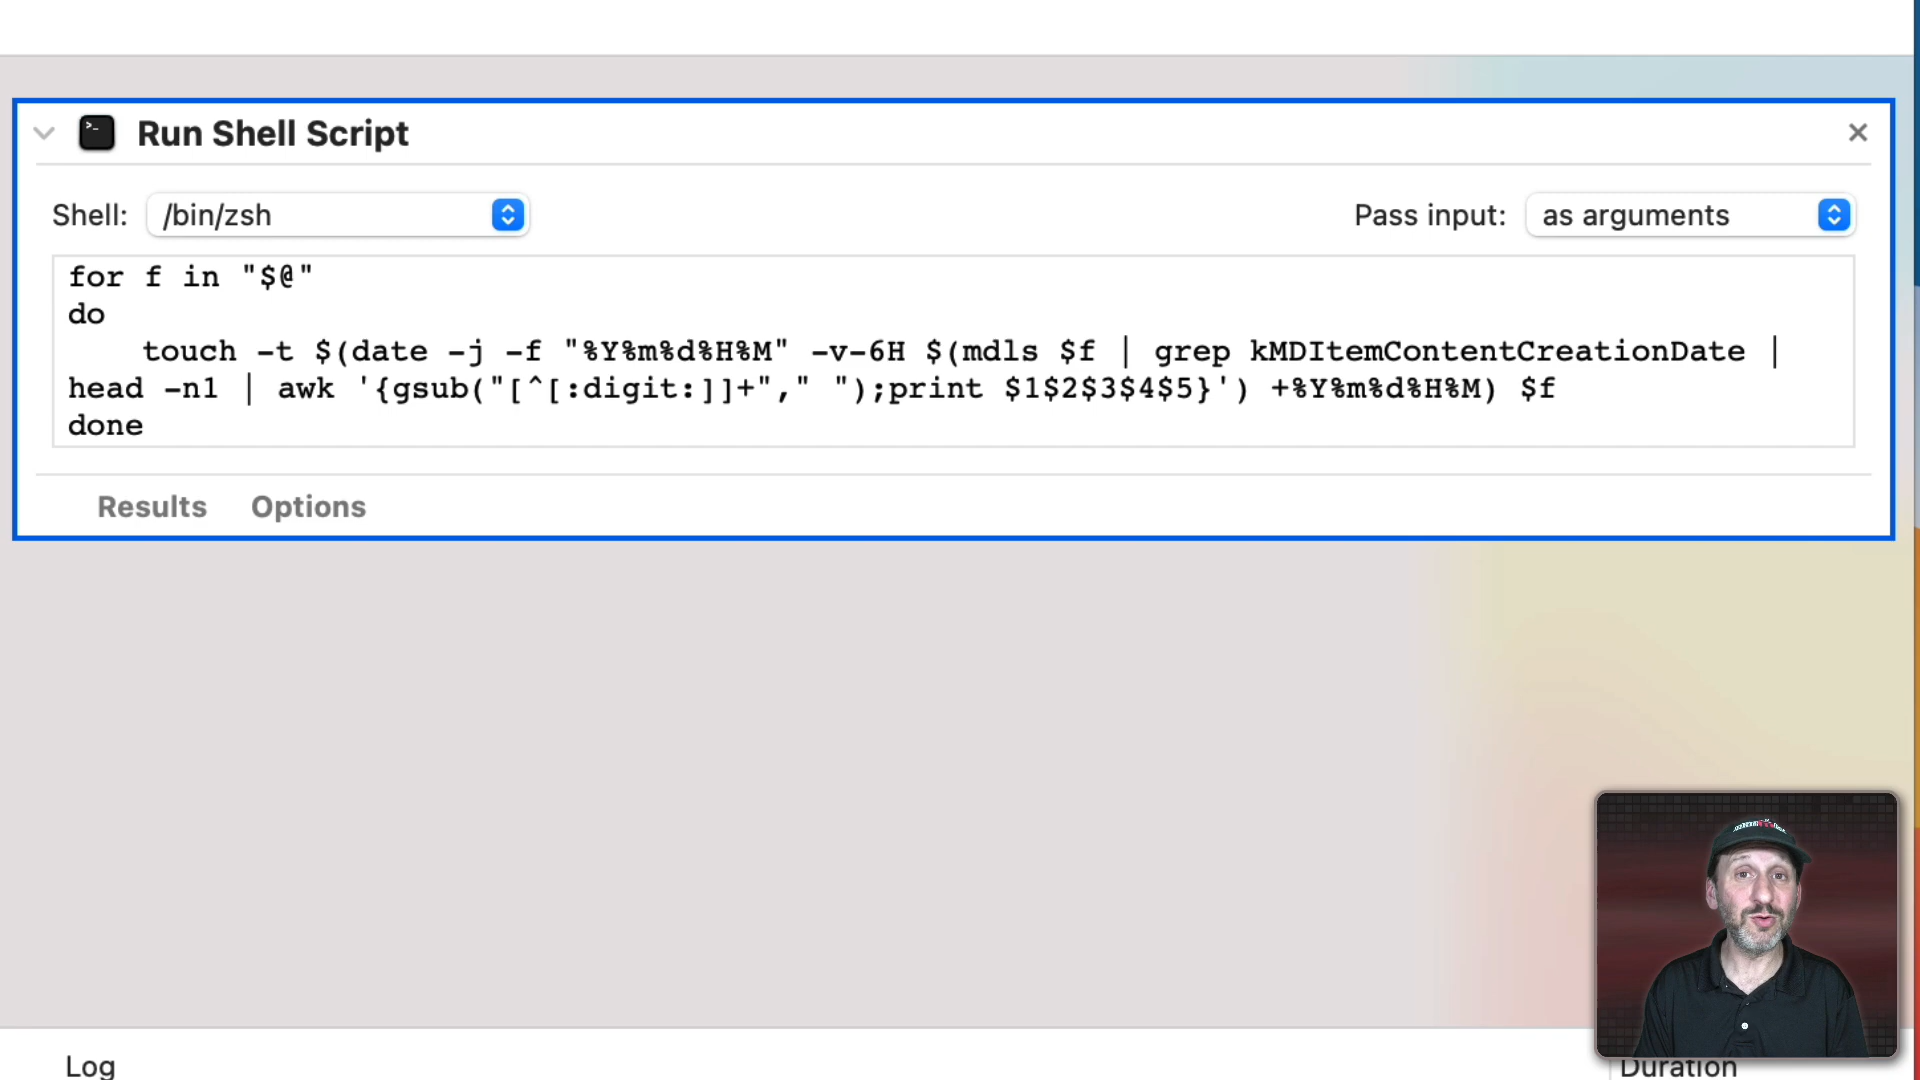 Run Shell Script
Shell: /bin/zsh
Pass input: as arguments
for f in "$@"
do
touch -t $(date -j -f "%Y%m%d%H%M" -v-6H $(mdls $f | grep kMDItemContentCreationDate |
head -n1 | awk '{gsub("[^[:digit:]]+"," ");print $1$2$3$4$5}') +%Y%m%d%H%M) $f
done
Results Options
Log
Duration